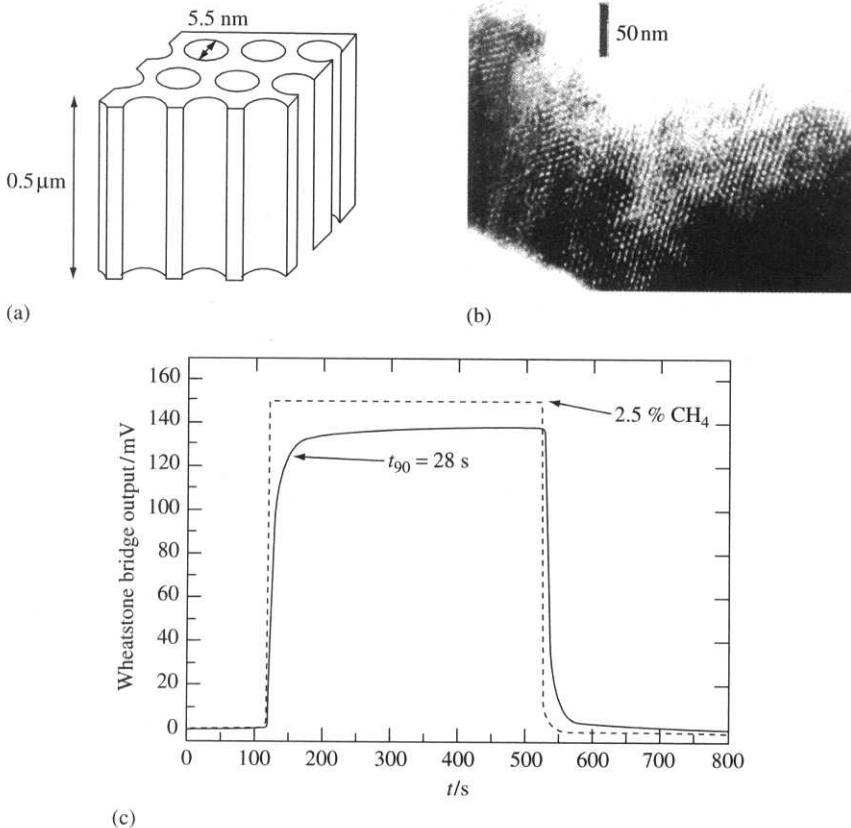 5.5 nm
0.5 μm
(a)
50 nm
(b)
160
140
120
100
80
60
40
20
0
Wheatstone bridge output/mV
2.5 % CH₄
t₉₀ = 28 s
0 100 200 300 400 500 600 700 800
t/s
(c)